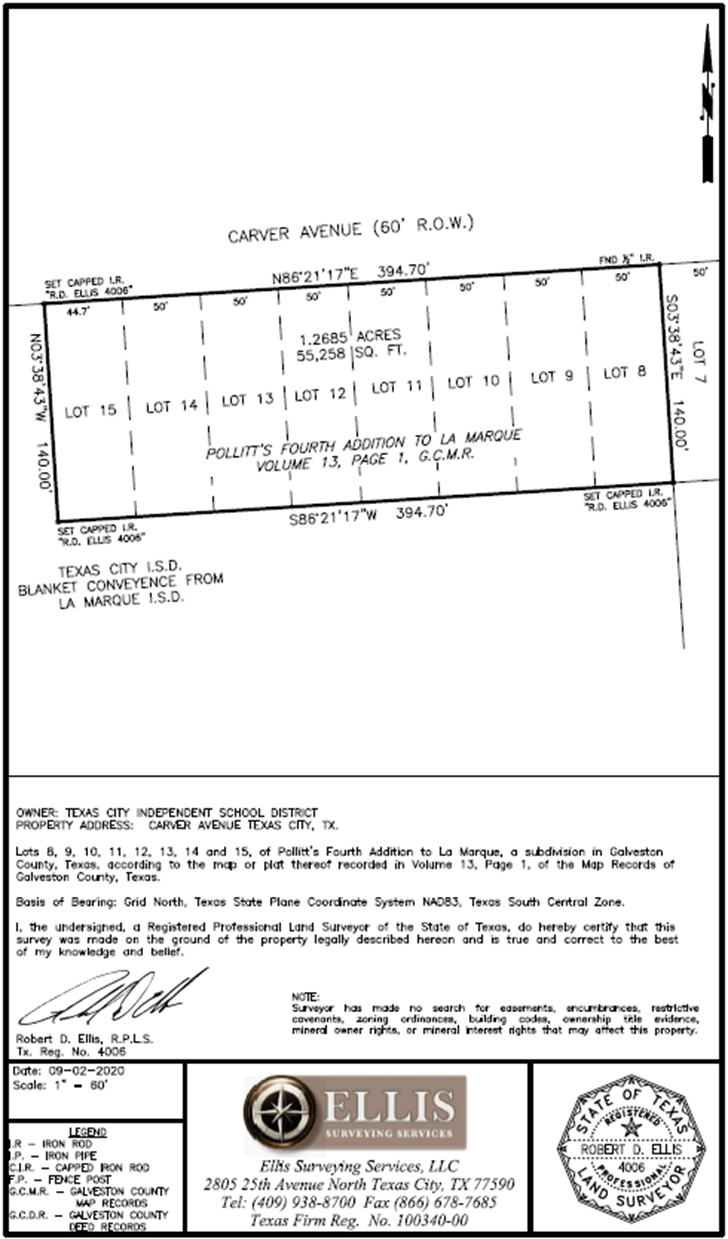 N
CARVER AVENUE (60' R.O.W.)
SET CAPPED I.R.
"R.D. ELLIS 4006"
N86°21'17"E 394.70'
FND ½" I.R.
44.7' 50' 50' 50' 50' 50' 50' 50' 50'
N03°38'43"W 140.00'
1.2685 ACRES
55,258 SQ. FT.
S03°38'43"E 140.00'
LOT 7
LOT 15 LOT 14 LOT 13 LOT 12 LOT 11 LOT 10 LOT 9 LOT 8
POLLITT'S FOURTH ADDITION TO LA MARQUE
VOLUME 13, PAGE 1, G.C.M.R.
SET CAPPED I.R.
"R.D. ELLIS 4006"
S86°21'17"W 394.70'
SET CAPPED I.R.
"R.D. ELLIS 4006"
TEXAS CITY I.S.D.
BLANKET CONVEYENCE FROM
LA MARQUE I.S.D.
OWNER: TEXAS CITY INDEPENDENT SCHOOL DISTRICT
PROPERTY ADDRESS: CARVER AVENUE TEXAS CITY, TX.
Lots 8, 9, 10, 11, 12, 13, 14 and 15, of Pollitt's Fourth Addition to La Marque, a subdivision in Galveston
County, Texas, according to the map or plat thereof recorded in Volume 13, Page 1, of the Map Records of
Galveston County, Texas.
Basis of Bearing: Grid North, Texas State Plane Coordinate System NAD83, Texas South Central Zone.
I, the undersigned, a Registered Professional Land Surveyor of the State of Texas, do hereby certify that this
survey was made on the ground of the property legally described hereon and is true and correct to the best
of my knowledge and belief.
Robert D. Ellis, R.P.L.S.
Tx. Reg. No. 4006
NOTE:
Surveyor has made no search for easements, encumbrances, restrictive
covenants, zoning ordinances, building codes, ownership title evidence,
mineral owner rights, or mineral interest rights that may affect this property.
Date: 09-02-2020
Scale: 1" = 60'
LEGEND
I.R - IRON ROD
I.P. - IRON PIPE
C.I.R. - CAPPED IRON ROD
F.P. - FENCE POST
G.C.M.R. - GALVESTON COUNTY
MAP RECORDS
G.C.D.R. - GALVESTON COUNTY
DEED RECORDS
ELLIS
SURVEYING SERVICES
Ellis Surveying Services, LLC
2805 25th Avenue North Texas City, TX 77590
Tel: (409) 938-8700 Fax (866) 678-7685
Texas Firm Reg. No. 100340-00
STATE OF TEXAS
REGISTERED
ROBERT D. ELLIS
4006
PROFESSIONAL
LAND SURVEYOR